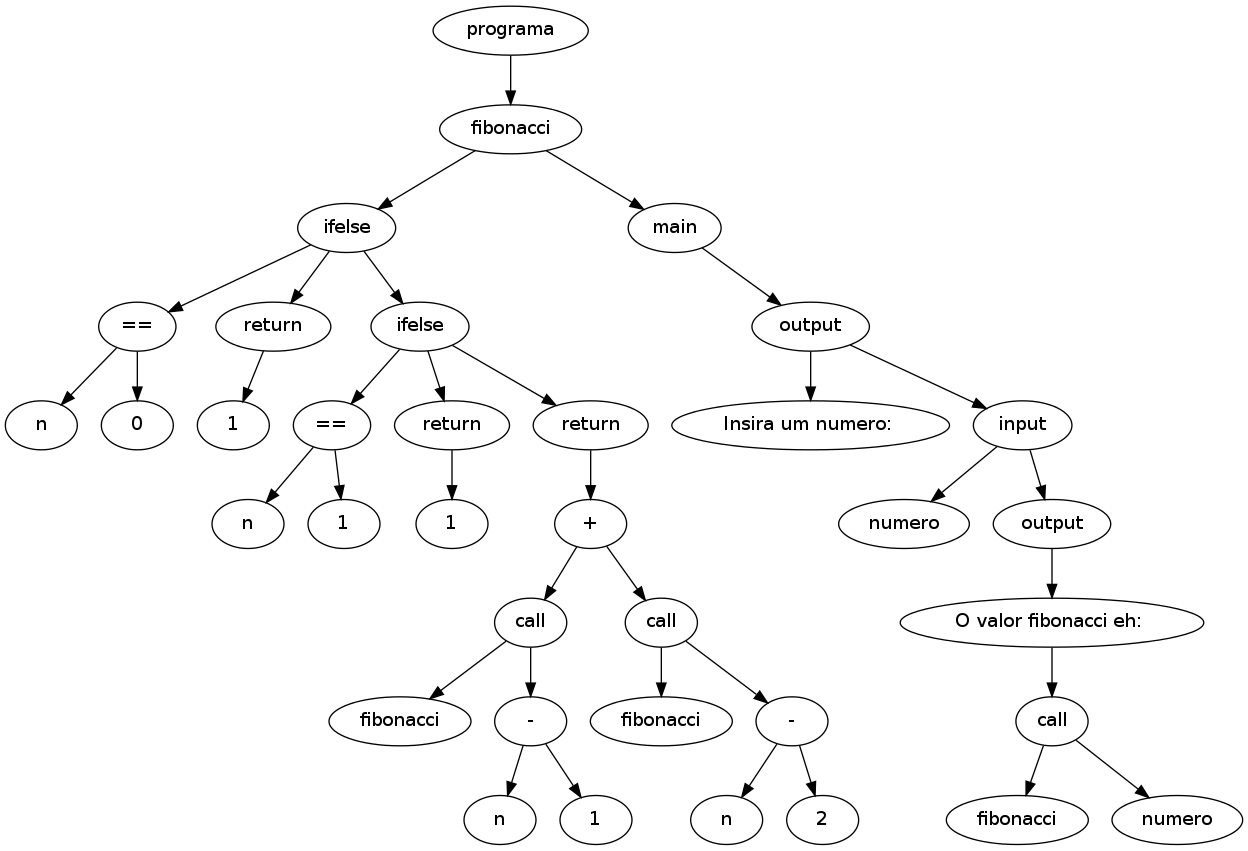 programa
fibonacci
ifelse
main
==
return
ifelse
output
n
0
1
==
return
return
Insira um numero:
input
n
1
1
+
numero
output
call
call
O valor fibonacci eh:
fibonacci
-
fibonacci
-
call
n
1
n
2
fibonacci
numero